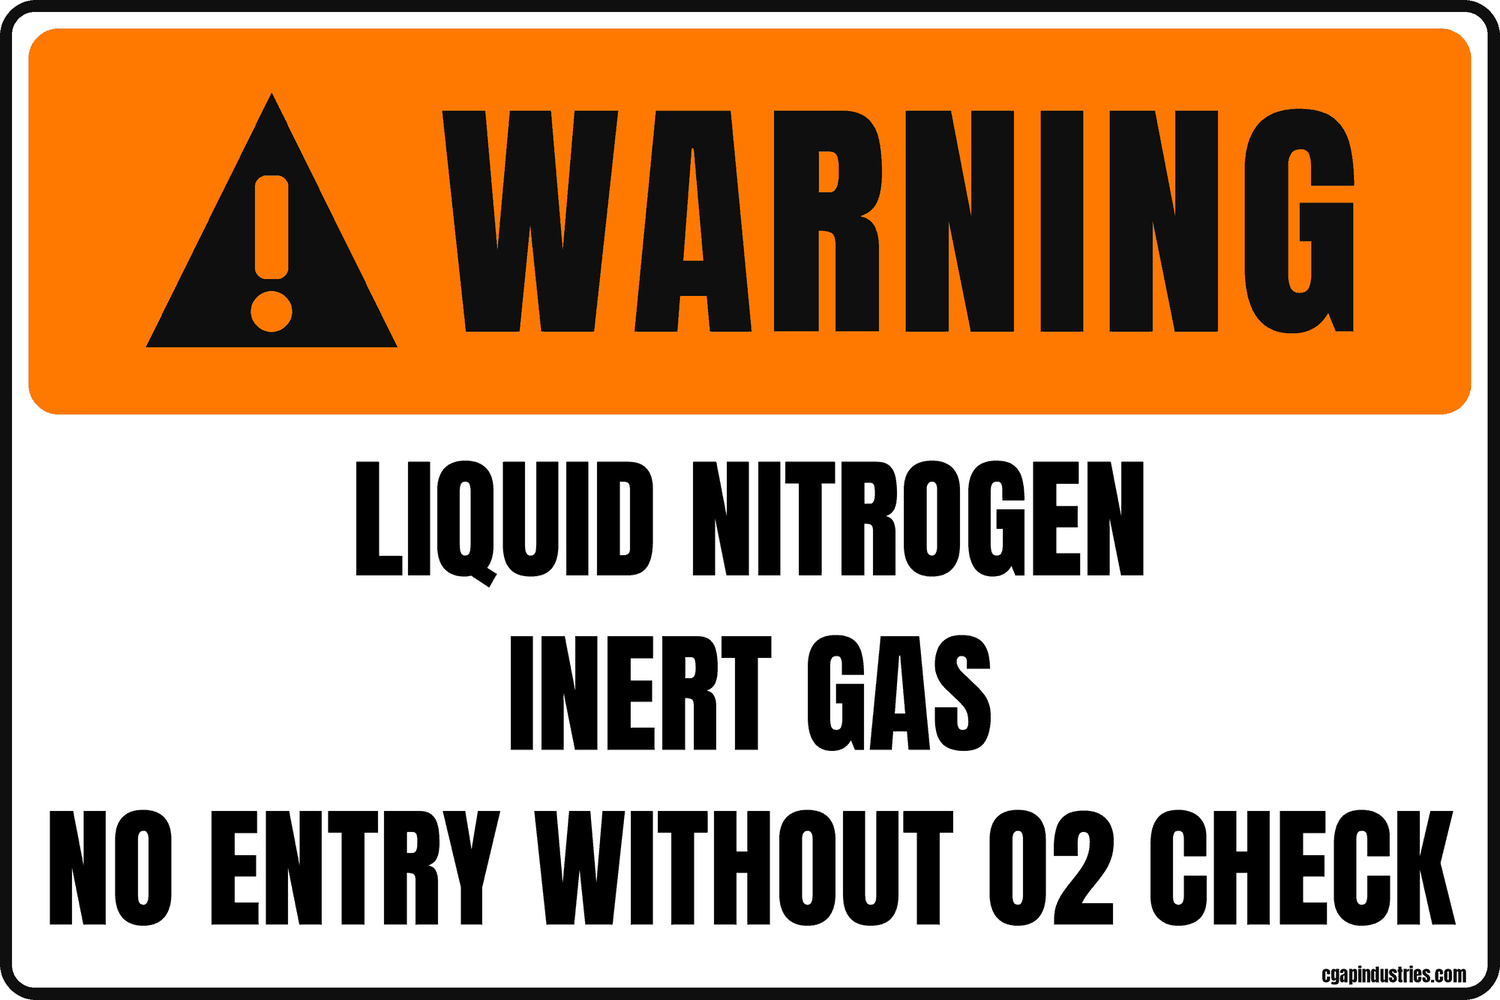 WARNING
LIQUID NITROGEN
INERT GAS
NO ENTRY WITHOUT O2 CHECK
cgapindustries.com